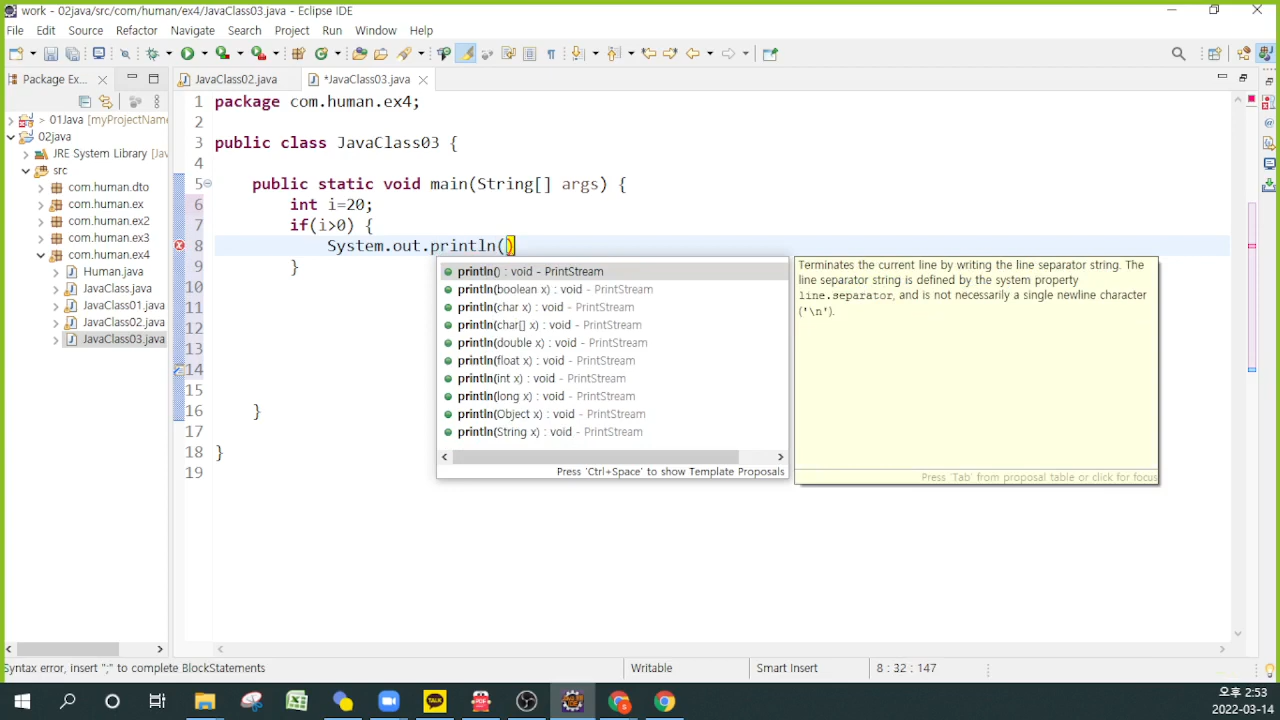 work - 02java/src/com/human/ex4/JavaClass03.java - Eclipse IDE
File Edit Source Refactor Navigate Search Project Run Window Help
Package Ex...
JavaClass02.java
*JavaClass03.java
01Java [myProjectName
02java
JRE System Library [Jav
src
com.human.dto
com.human.ex
com.human.ex2
com.human.ex3
com.human.ex4
Human.java
JavaClass.java
JavaClass01.java
JavaClass02.java
JavaClass03.java
1 package com.human.ex4;
2
3 public class JavaClass03 {
4
5 public static void main(String[] args) {
6 int i=20;
7 if(i>0) {
8 System.out.println()
9 }
10
11
12
13
14
15
16 }
17
18 }
19
println() : void - PrintStream
println(boolean x) : void - PrintStream
println(char x) : void - PrintStream
println(char[] x) : void - PrintStream
println(double x) : void - PrintStream
println(float x) : void - PrintStream
println(int x) : void - PrintStream
println(long x) : void - PrintStream
println(Object x) : void - PrintStream
println(String x) : void - PrintStream
Press 'Ctrl+Space' to show Template Proposals
Terminates the current line by writing the line separator string. The
line separator string is defined by the system property
line.separator, and is not necessarily a single newline character
('\n').
Press 'Tab' from proposal table or click for focus
Syntax error, insert ";" to complete BlockStatements
Writable
Smart Insert
8 : 32 : 147
TALK
PDF
오후 2:53
2022-03-14